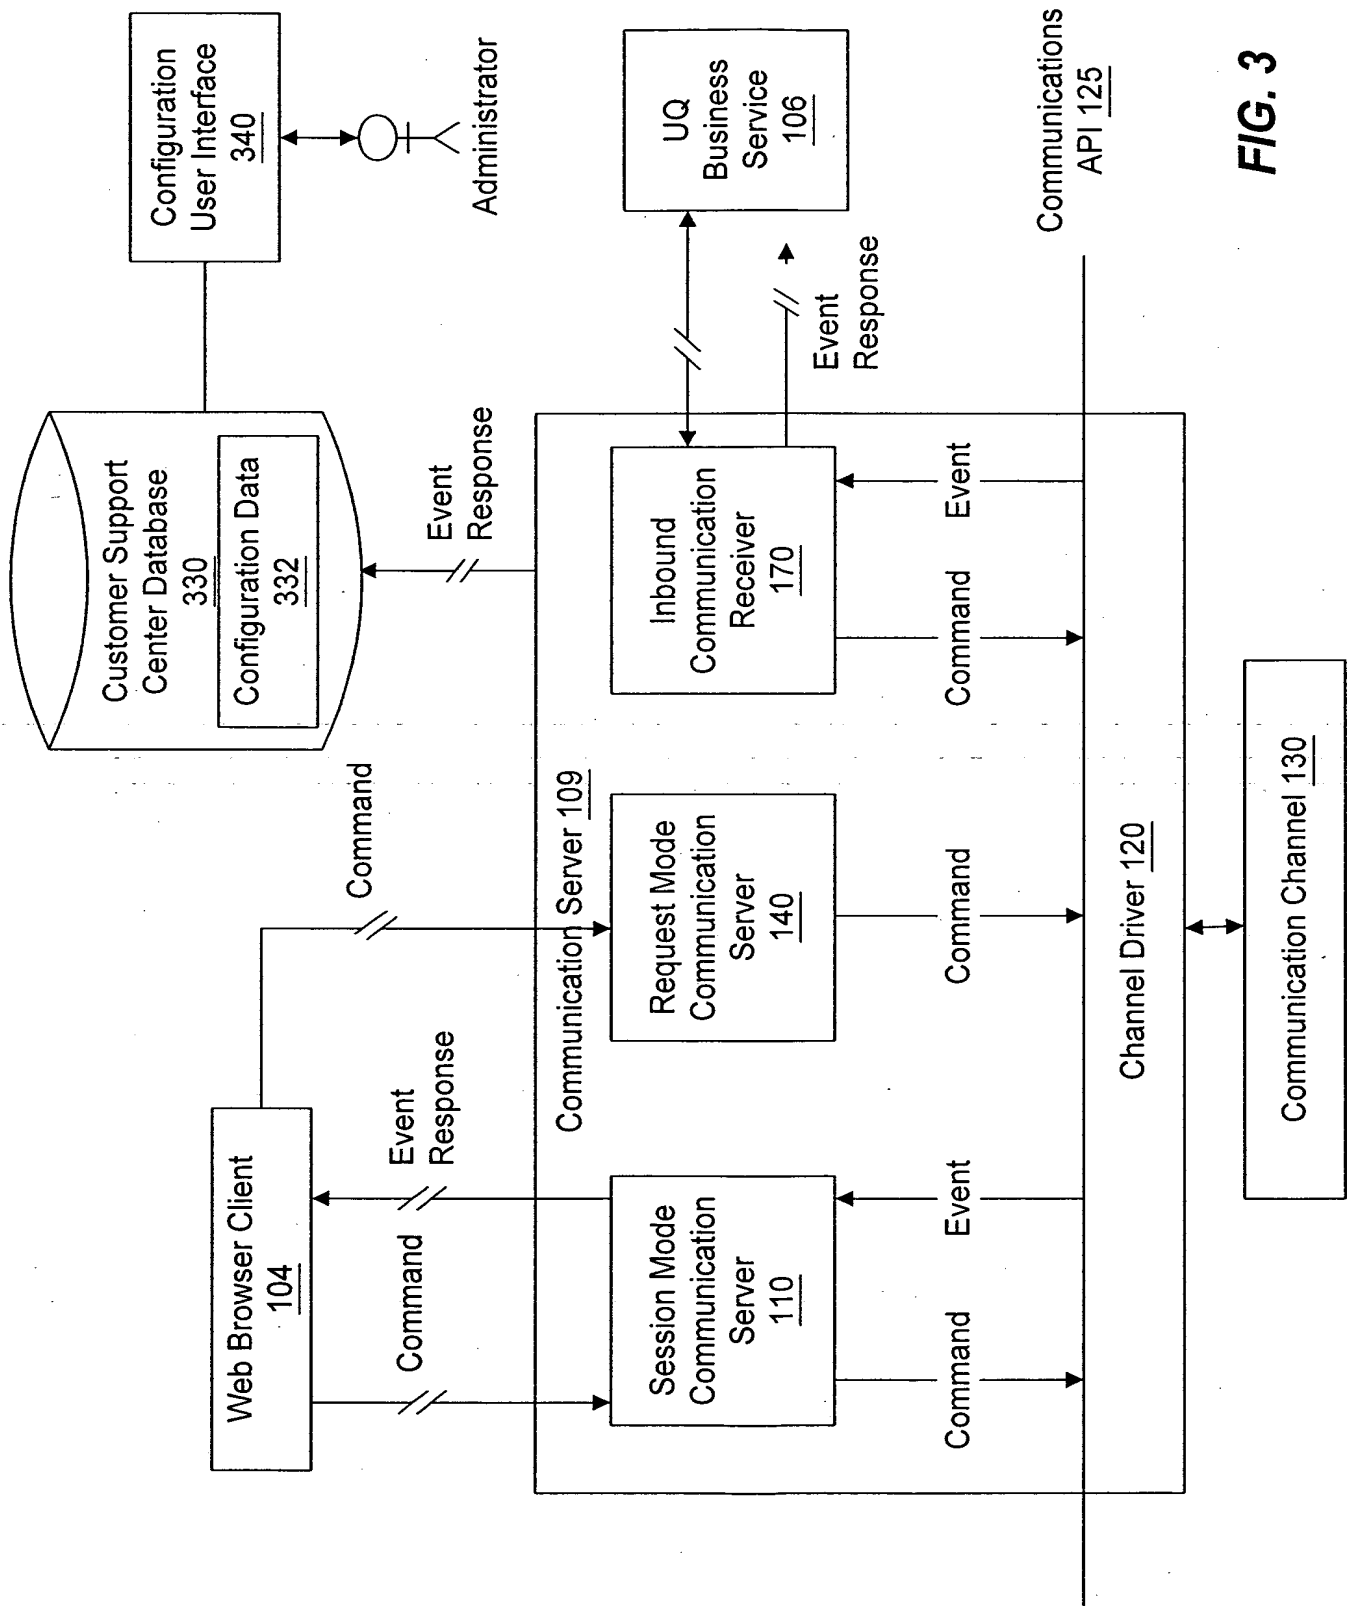 Web Browser Client
104
Command
Event
Response
Command
Customer Support
Center Database
330
Configuration Data
332
Event
Response
Configuration
User Interface
340
Administrator
Communication Server 109
Session Mode
Communication
Server
110
Request Mode
Communication
Server
140
Inbound
Communication
Receiver
170
UQ
Business
Service
106
Event
Response
Command
Event
Command
Command
Event
Communications
API 125
Channel Driver 120
Communication Channel 130
FIG. 3